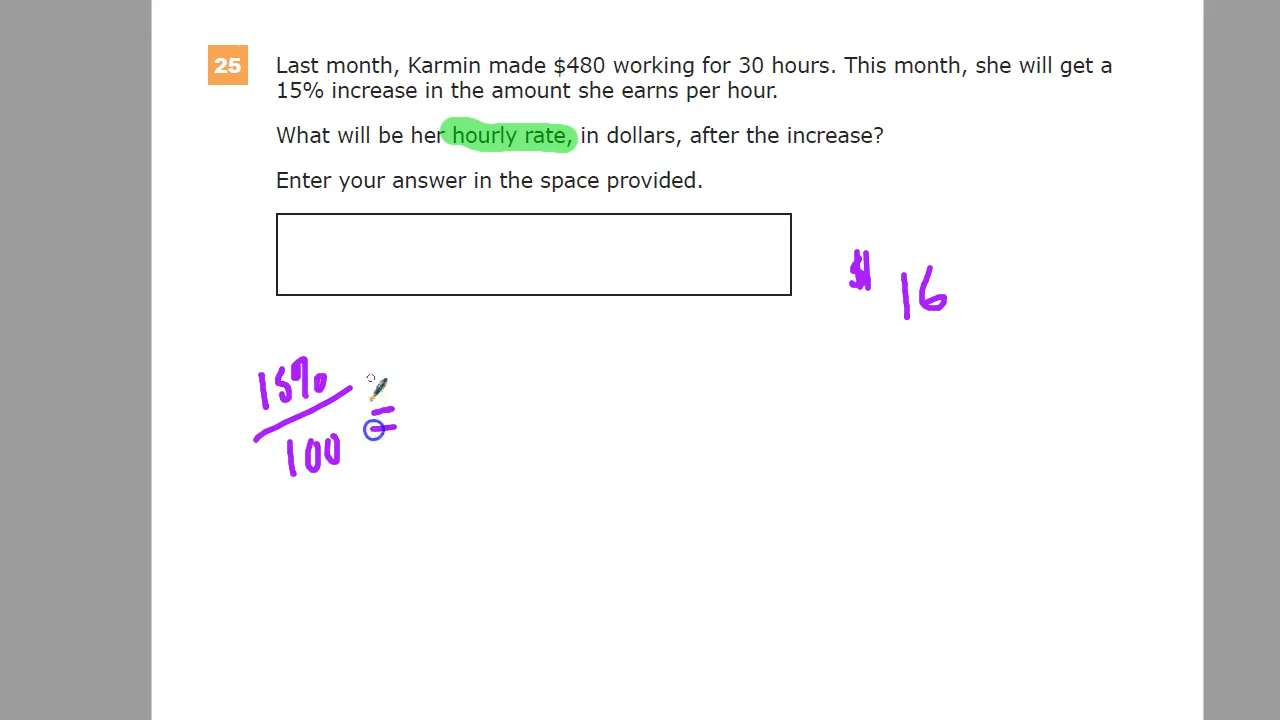 25 Last month, Karmin made $480 working for 30 hours. This month, she will get a
15% increase in the amount she earns per hour.
What will be her hourly rate, in dollars, after the increase?
Enter your answer in the space provided.
$ 16
15%
100
=